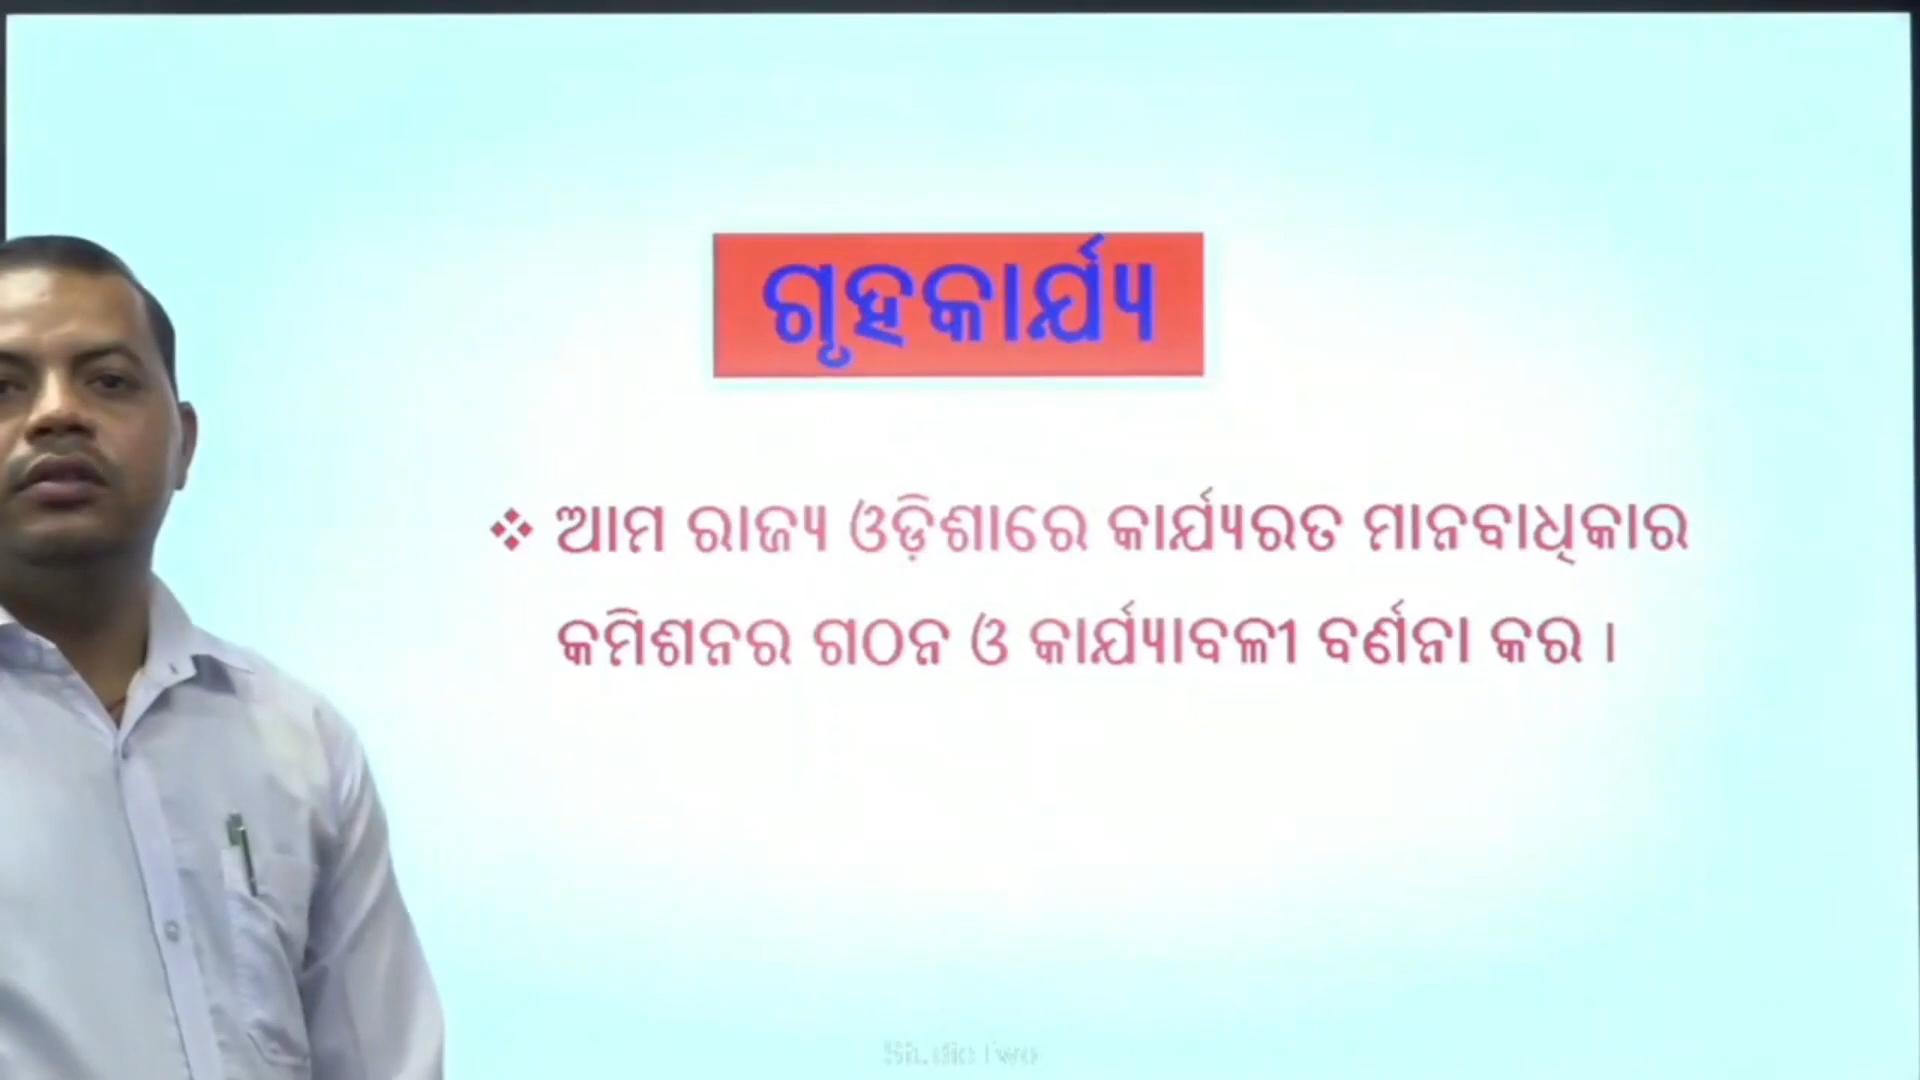 ଗୃହକାର୍ଯ୍ୟ
❖ ଆମ ରାଜ୍ୟ ଓଡ଼ିଶାରେ କାର୍ଯ୍ୟରତ ମାନବାଧିକାର
କମିଶନର ଗଠନ ଓ କାର୍ଯ୍ୟାବଳୀ ବର୍ଣନା କର ।